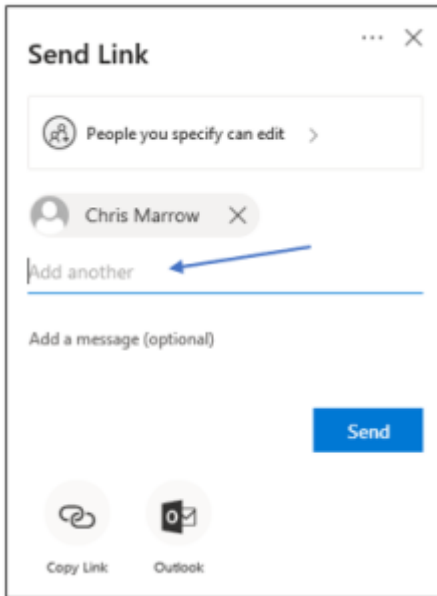 Send Link
People you specify can edit
Chris Marrow
Add another
Add a message (optional)
Send
Copy Link
Outlook